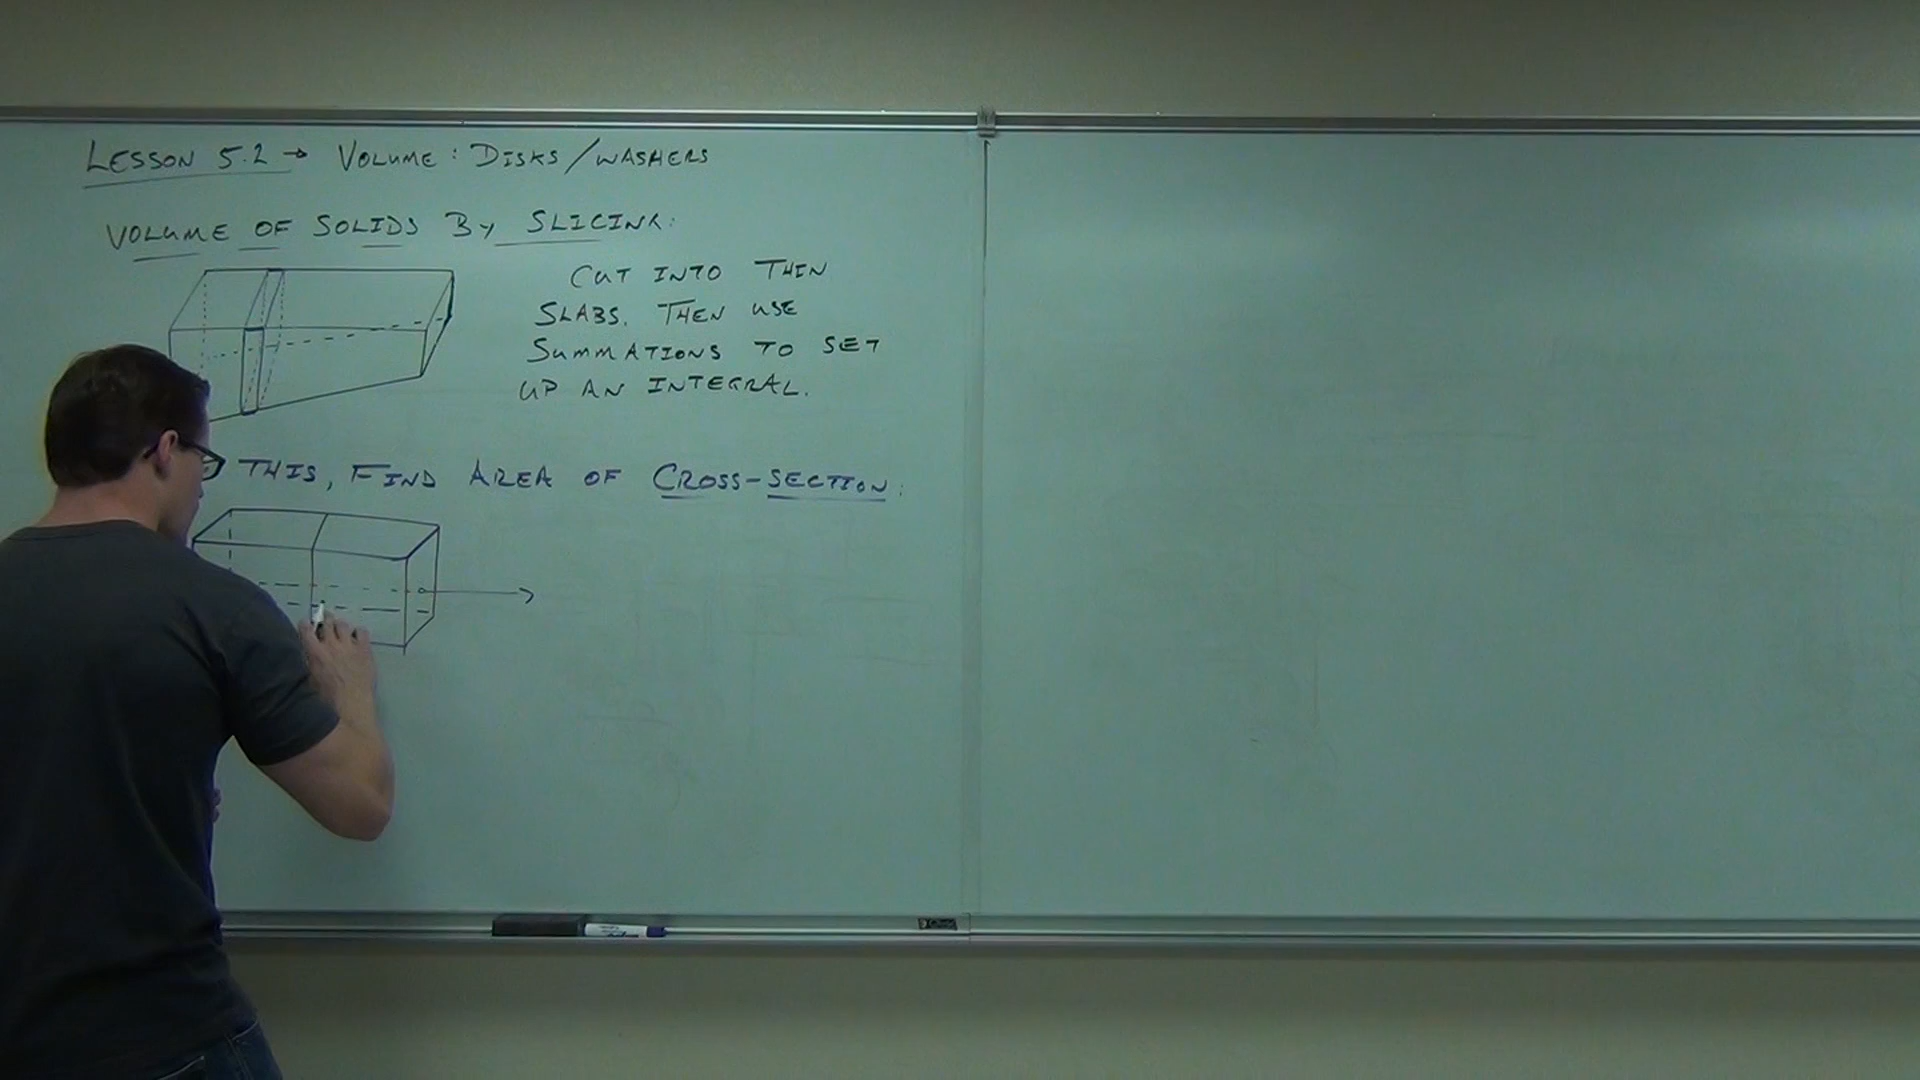 LESSON 5.2 → VOLUME: DISKS/WASHERS
VOLUME OF SOLIDS BY SLICING:
CUT INTO THIN
SLABS. THEN USE
SUMMATIONS TO SET
UP AN INTEGRAL.
THIS, FIND AREA OF CROSS-SECTION: